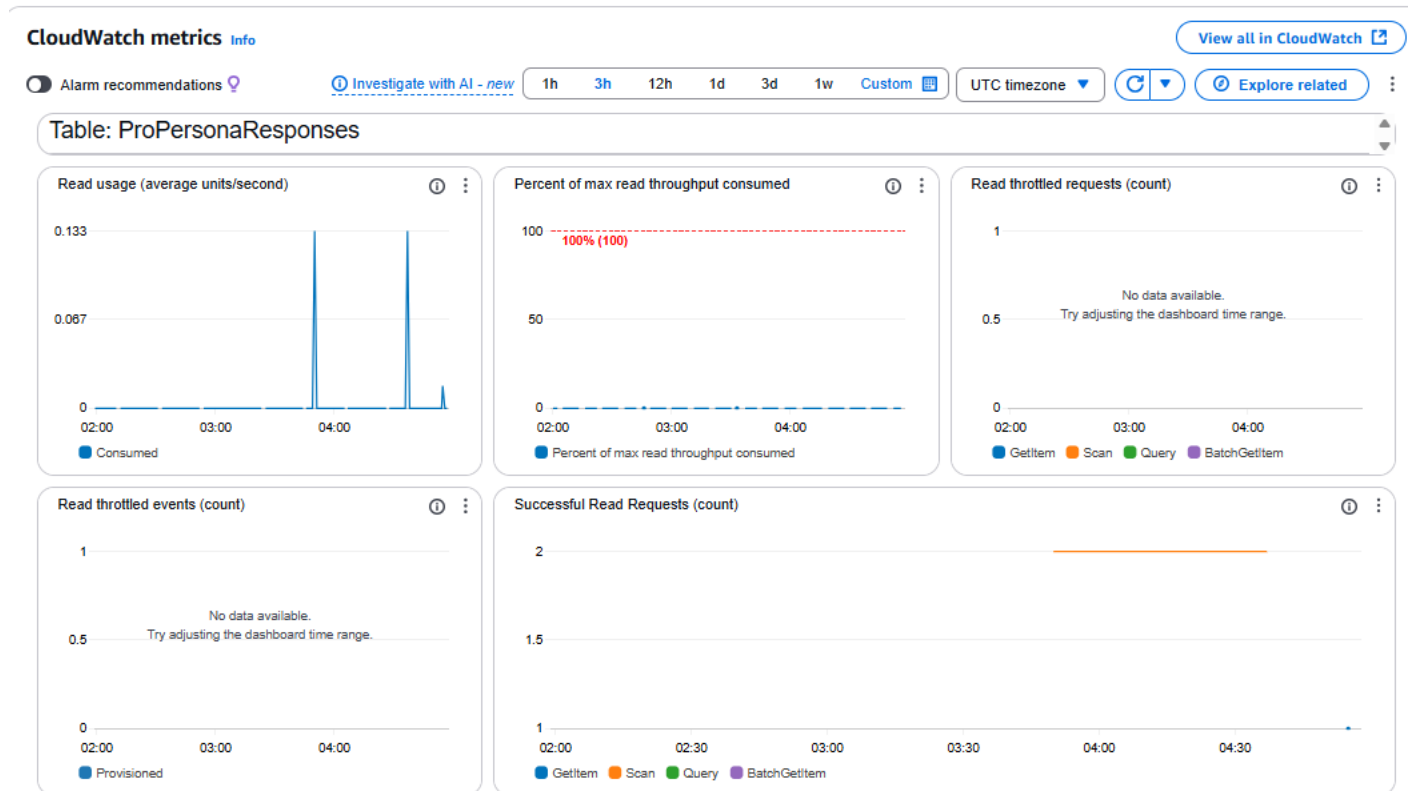 CloudWatch metrics Info
View all in CloudWatch
Alarm recommendations
Investigate with AI - new
1h 3h 12h 1d 3d 1w Custom
UTC timezone
Explore related
Table: ProPersonaResponses
Read usage (average units/second)
0.133
0.067
0
02:00 03:00 04:00
Consumed
Percent of max read throughput consumed
100
100% (100)
50
0
02:00 03:00 04:00
Percent of max read throughput consumed
Read throttled requests (count)
1
No data available.
Try adjusting the dashboard time range.
0.5
0
02:00 03:00 04:00
GetItem Scan Query BatchGetItem
Read throttled events (count)
1
No data available.
Try adjusting the dashboard time range.
0.5
0
02:00 03:00 04:00
Provisioned
Successful Read Requests (count)
2
1.5
1
02:00 02:30 03:00 03:30 04:00 04:30
GetItem Scan Query BatchGetItem